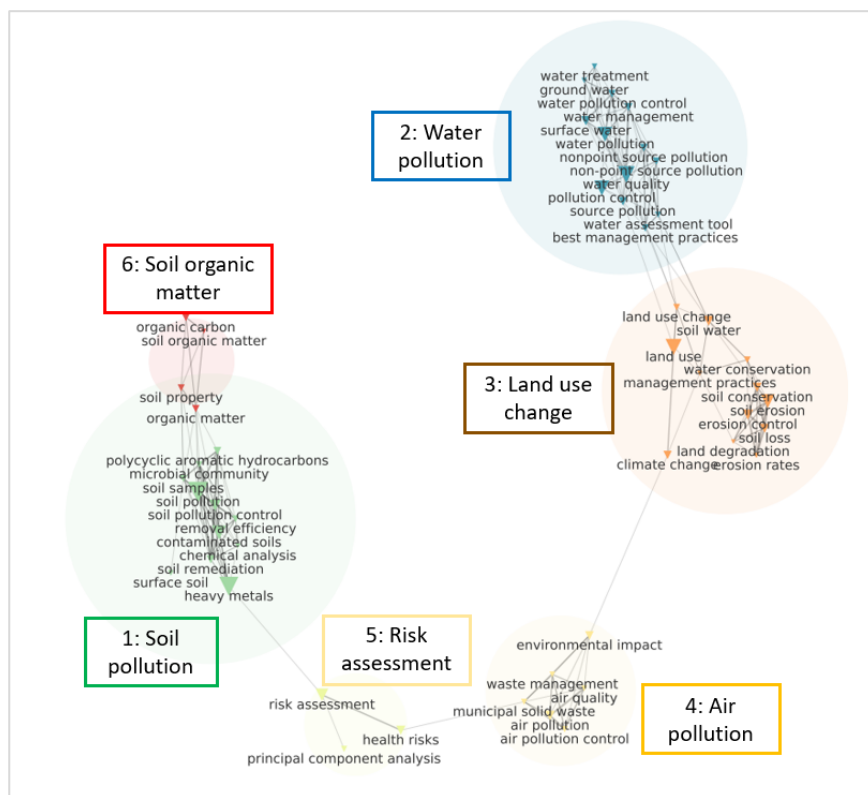 water treatment
ground water
water pollution control
water management
surface water
water pollution
nonpoint source pollution
non-point source pollution
water quality
pollution control
source pollution
water assessment tool
best management practices
2: Water
pollution
6: Soil organic
matter
organic carbon
soil organic matter
soil property
organic matter
land use change
soil water
land use
water conservation
management practices
soil conservation
soil erosion
erosion control
soil loss
land degradation
climate change
erosion rates
3: Land use
change
polycyclic aromatic hydrocarbons
microbial community
soil samples
soil pollution
soil pollution control
removal efficiency
contaminated soils
chemical analysis
soil remediation
surface soil
heavy metals
1: Soil
pollution
5: Risk
assessment
risk assessment
health risks
principal component analysis
environmental impact
waste management
air quality
municipal solid waste
air pollution
air pollution control
4: Air
pollution